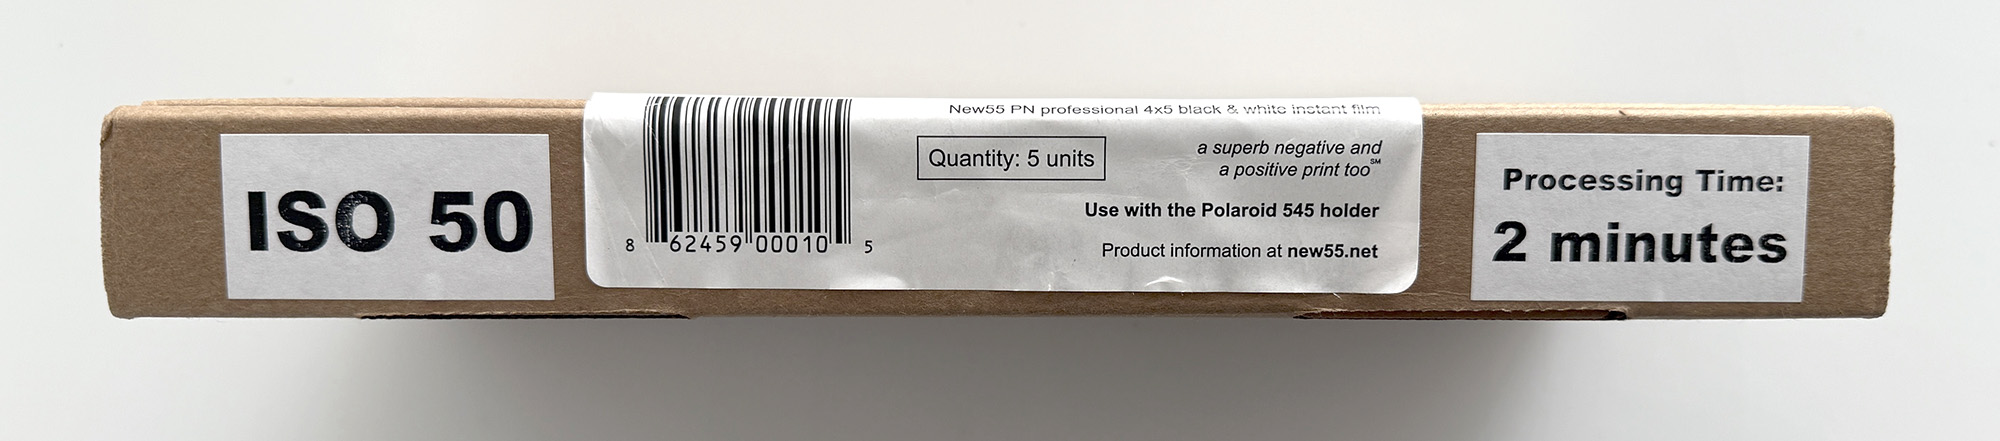 ISO 50
8 62459 00010 5
New55 PN professional 4x5 black & white instant film
Quantity: 5 units
a superb negative and
a positive print too℠
Use with the Polaroid 545 holder
Product information at new55.net
Processing Time:
2 minutes